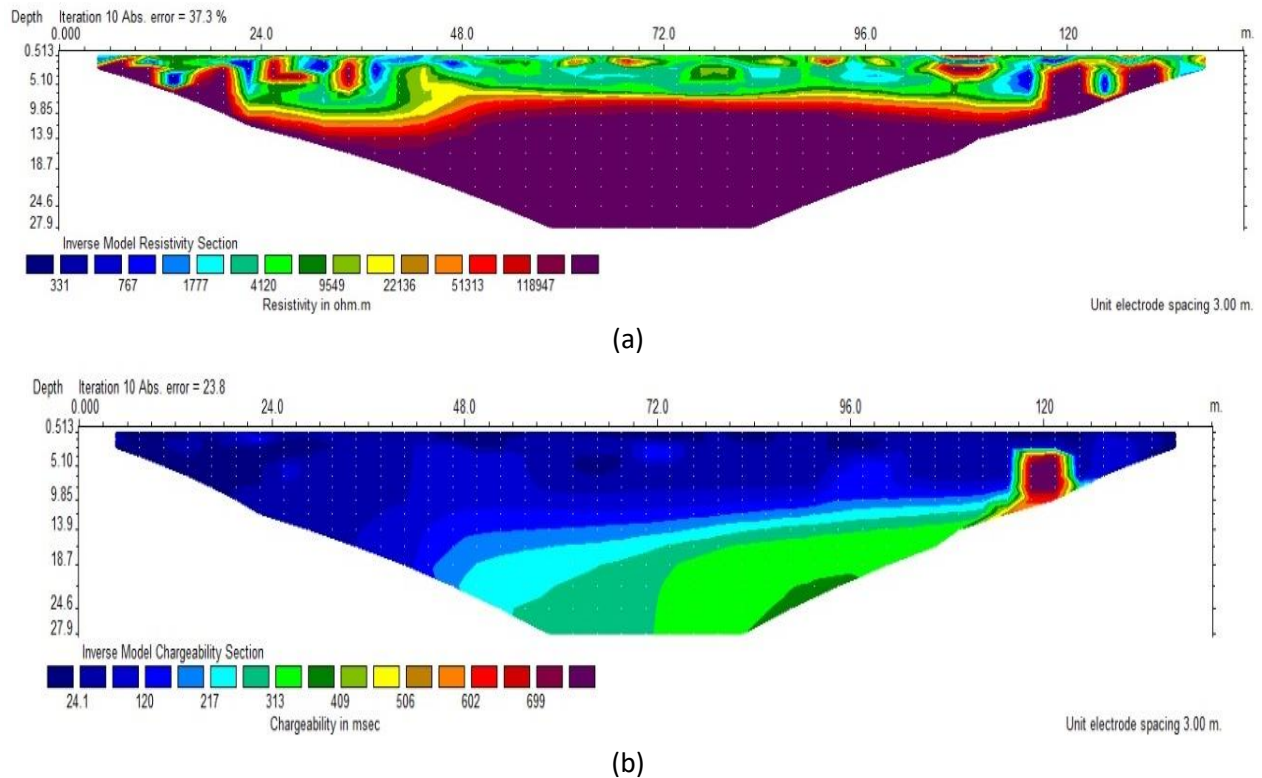 Depth Iteration 10 Abs. error = 37.3 %
0.000 24.0 48.0 72.0 96.0 120 m.
0.513
5.10
9.85
13.9
18.7
24.6
27.9
Inverse Model Resistivity Section
331 767 1777 4120 9549 22136 51313 118947
Resistivity in ohm.m Unit electrode spacing 3.00 m.
(a)
Depth Iteration 10 Abs. error = 23.8
0.000 24.0 48.0 72.0 96.0 120 m.
0.513
5.10
9.85
13.9
18.7
24.6
27.9
Inverse Model Chargeability Section
24.1 120 217 313 409 506 602 699
Chargeability in msec Unit electrode spacing 3.00 m.
(b)